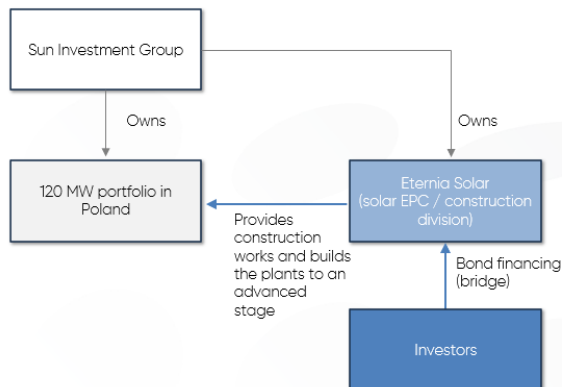 Sun Investment Group
Owns
Owns
120 MW portfolio in
Poland
Eternia Solar
(solar EPC / construction
division)
Provides
construction
works and builds
the plants to an
advanced
stage
Bond financing
(bridge)
Investors